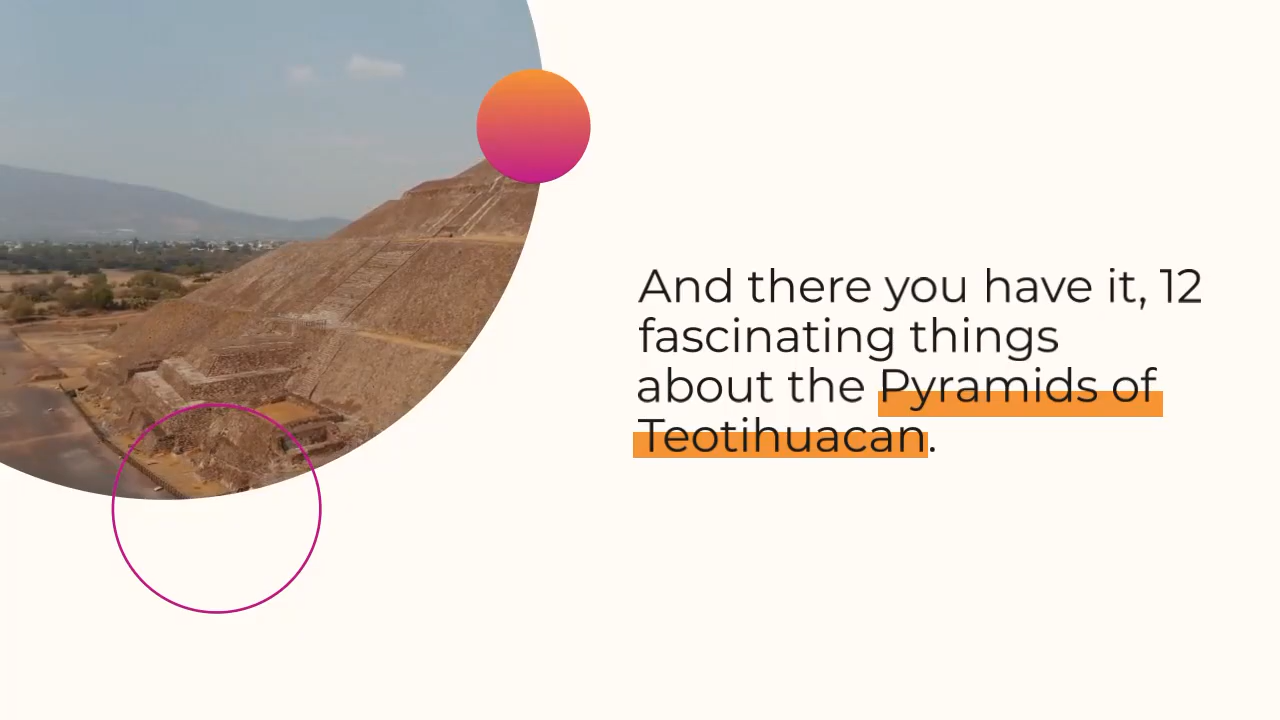 And there you have it, 12
fascinating things
about the Pyramids of
Teotihuacan.